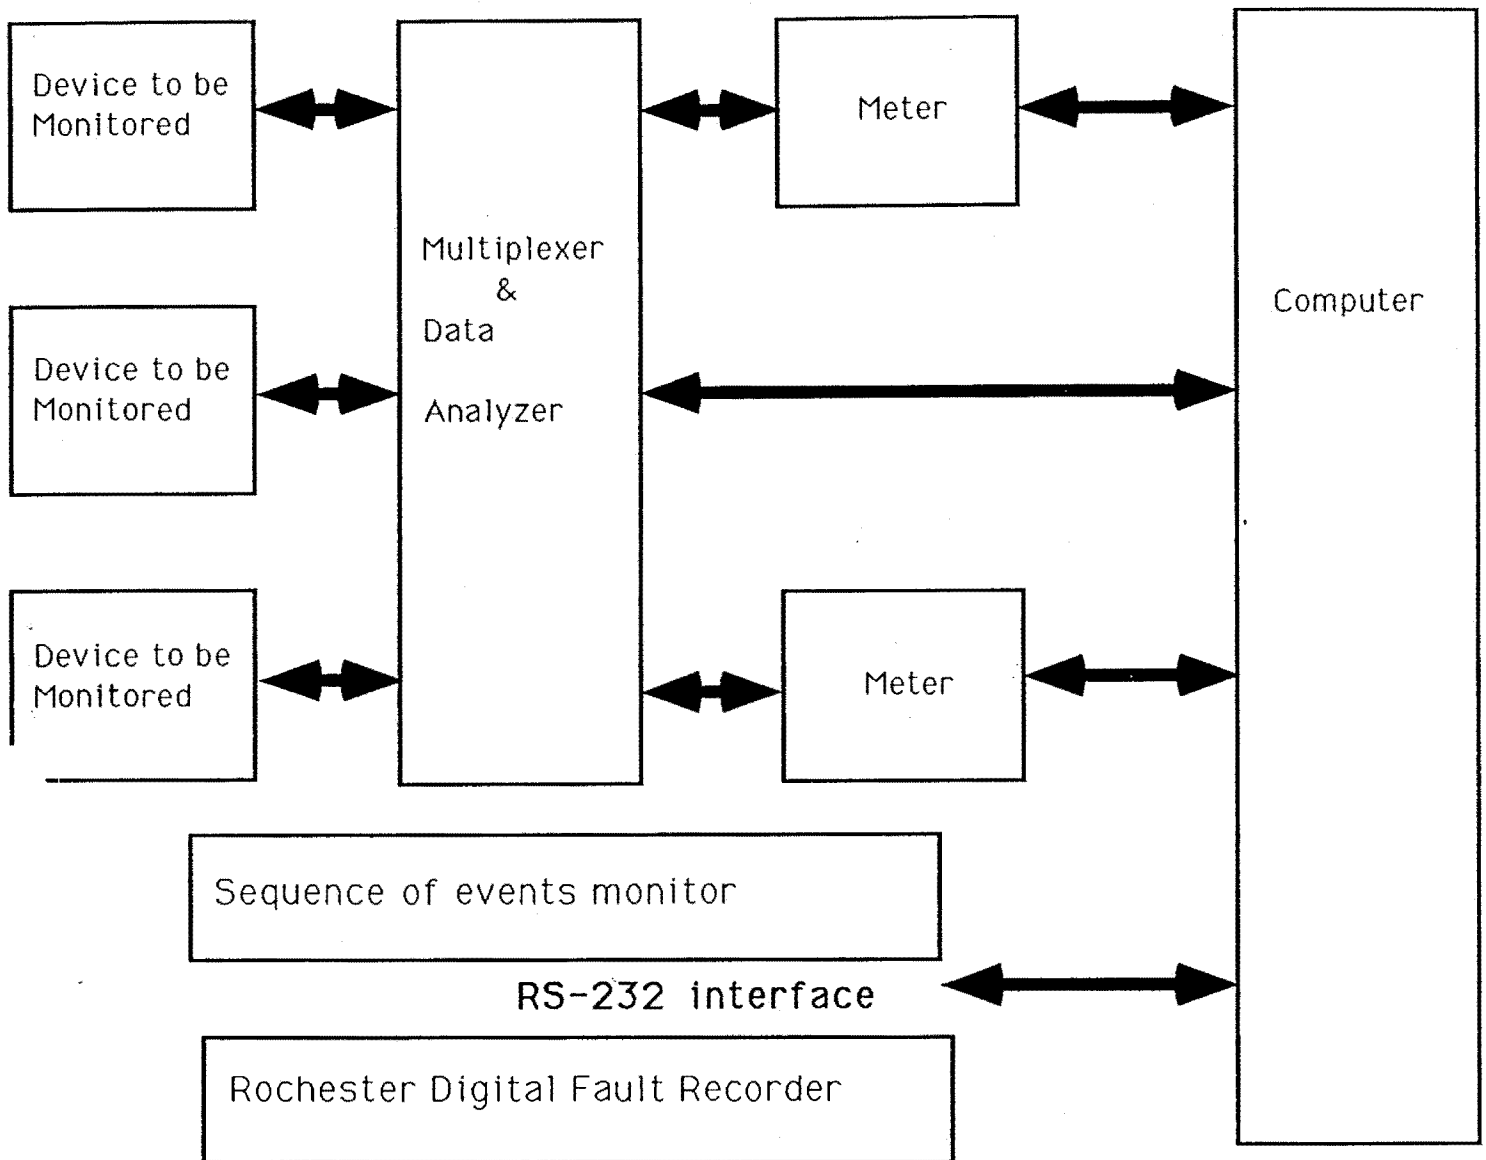 Device to be
Monitored
Multiplexer
&
Data
Analyzer
Meter
Computer
Device to be
Monitored
Device to be
Monitored
Meter
Sequence of events monitor
RS-232 interface
Rochester Digital Fault Recorder